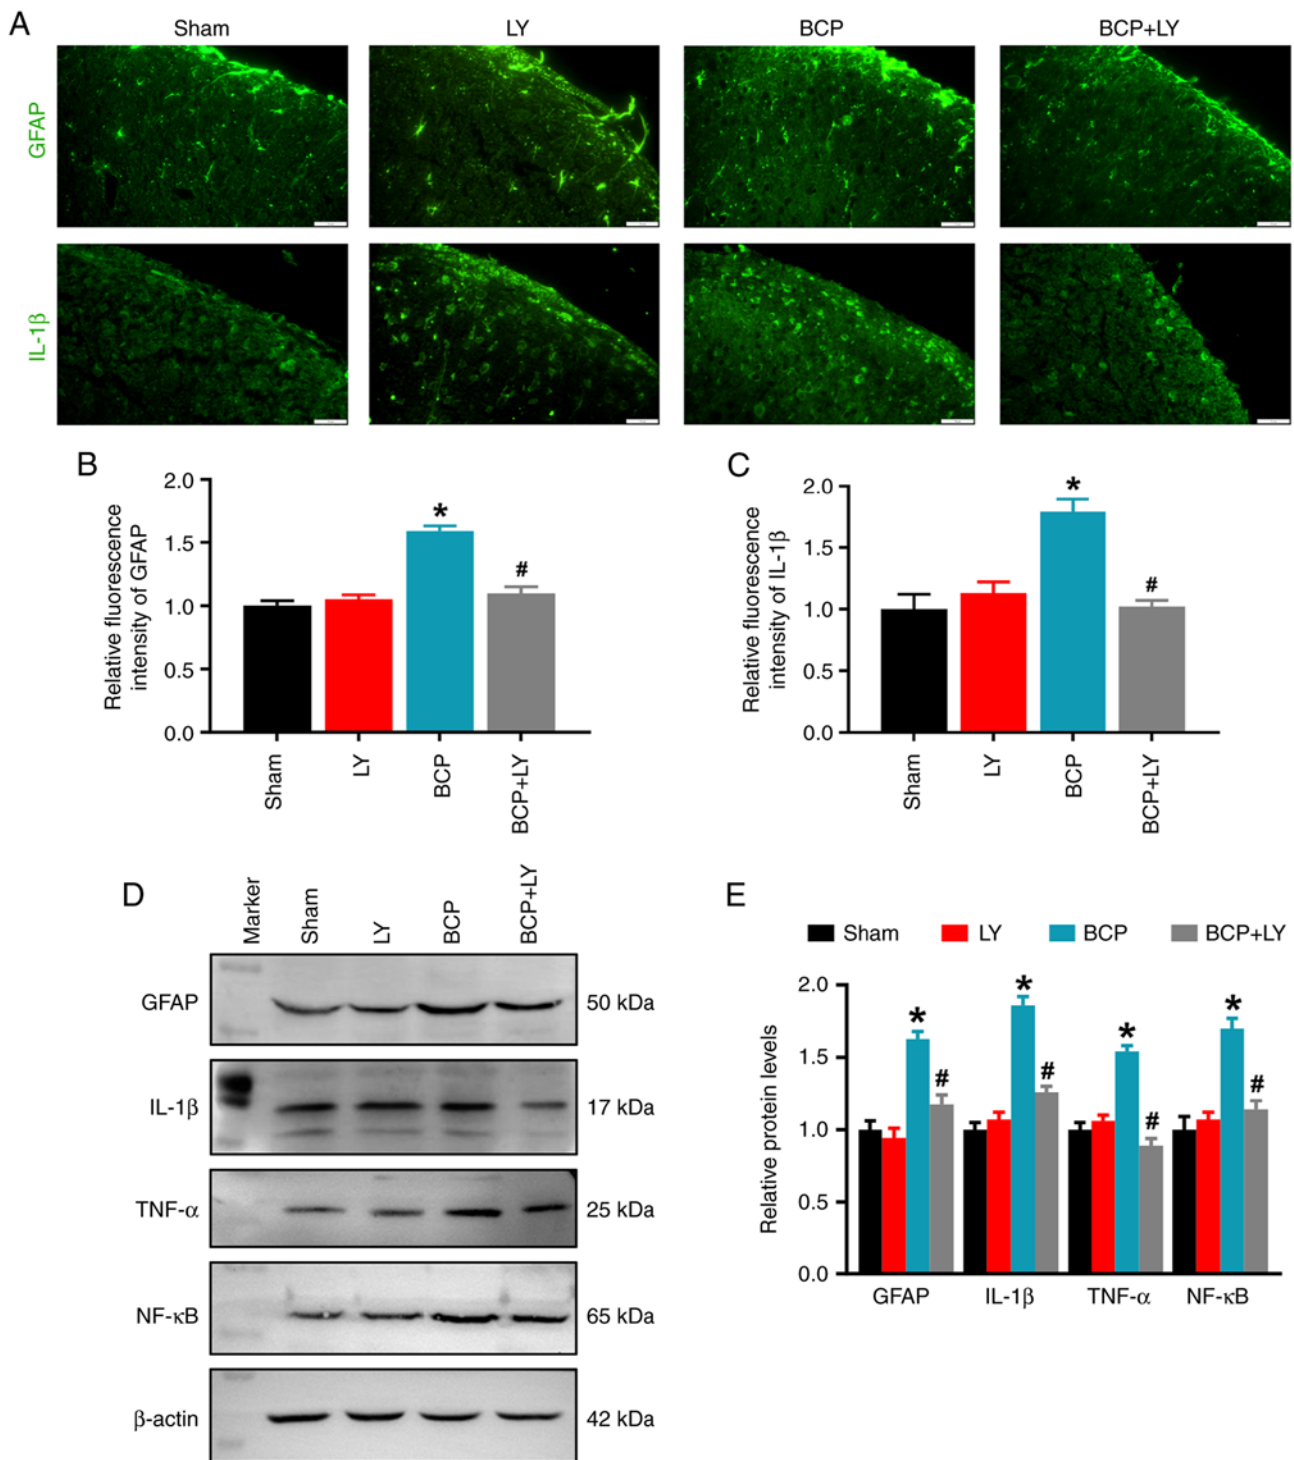 A
Sham
LY
BCP
BCP+LY
GFAP
IL-1β
B
Relative fluorescence
intensity of GFAP
2.0
1.5
1.0
0.5
0.0
Sham
LY
BCP
BCP+LY
*
#
C
Relative fluorescence
intensity of IL-1β
2.0
1.5
1.0
0.5
0.0
Sham
LY
BCP
BCP+LY
*
#
D
Marker
Sham
LY
BCP
BCP+LY
GFAP 50 kDa
IL-1β 17 kDa
TNF-α 25 kDa
NF-κB 65 kDa
β-actin 42 kDa
E
Sham LY BCP BCP+LY
Relative protein levels
2.0
1.5
1.0
0.5
0.0
* # * # * # * #
GFAP IL-1β TNF-α NF-κB